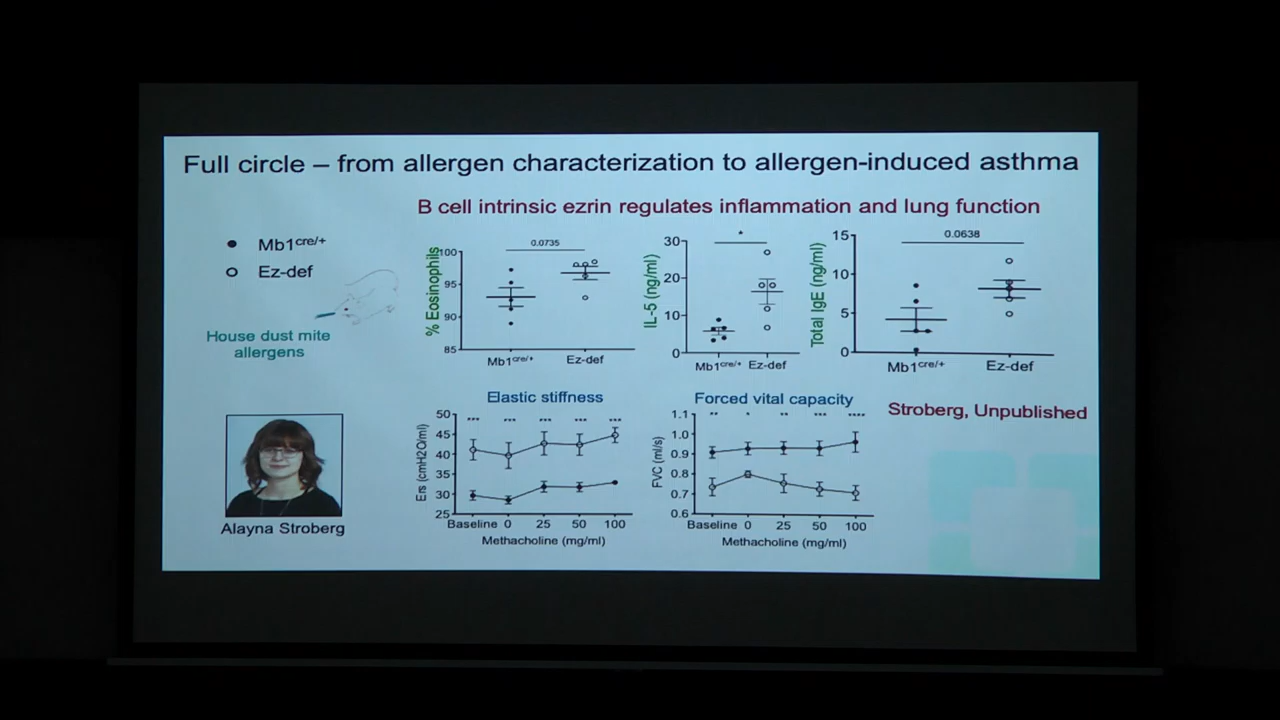 Full circle – from allergen characterization to allergen-induced asthma
B cell intrinsic ezrin regulates inflammation and lung function
Mb1cre/+
Ez-def
House dust mite
allergens
% Eosinophils
100
95
90
85
0.0735
Mb1cre/+ Ez-def
IL-5 (ng/ml)
30
20
10
0
*
Mb1cre/+ Ez-def
Total IgE (ng/ml)
15
10
5
0
0.0638
Mb1cre/+ Ez-def
Elastic stiffness
Ers (cmH2O/ml)
50
45
40
35
30
25
*** *** *** *** ***
Baseline 0 25 50 100
Methacholine (mg/ml)
Forced vital capacity
FVC (ml/s)
1.1
1.0
0.9
0.8
0.7
0.6
** * ** *** ****
Baseline 0 25 50 100
Methacholine (mg/ml)
Stroberg, Unpublished
Alayna Stroberg